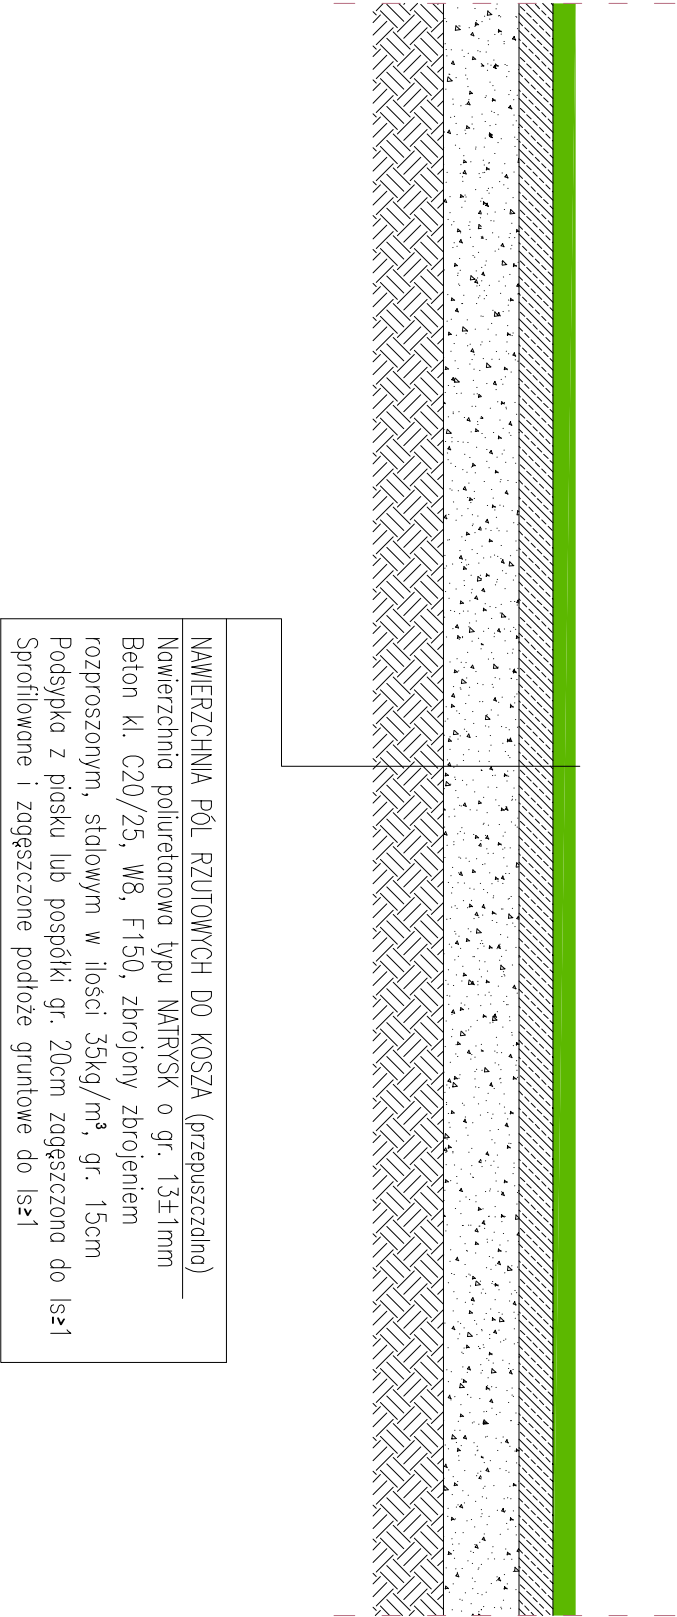 NAWIERZCHNIA PÓL RZUTOWYCH DO KOSZA (przepuszczalna)
Nawierzchnia poliuretanowa typu NATRYSK o gr. 13±1mm
Beton kl. C20/25, W8, F150, zbrojony zbrojeniem
rozproszonym, stalowym w ilości 35kg/m³, gr. 15cm
Podsypka z piasku lub pospółki gr. 20cm zagęszczona do Is≥1
Sprofilowane i zagęszczone podłoże gruntowe do Is≥1